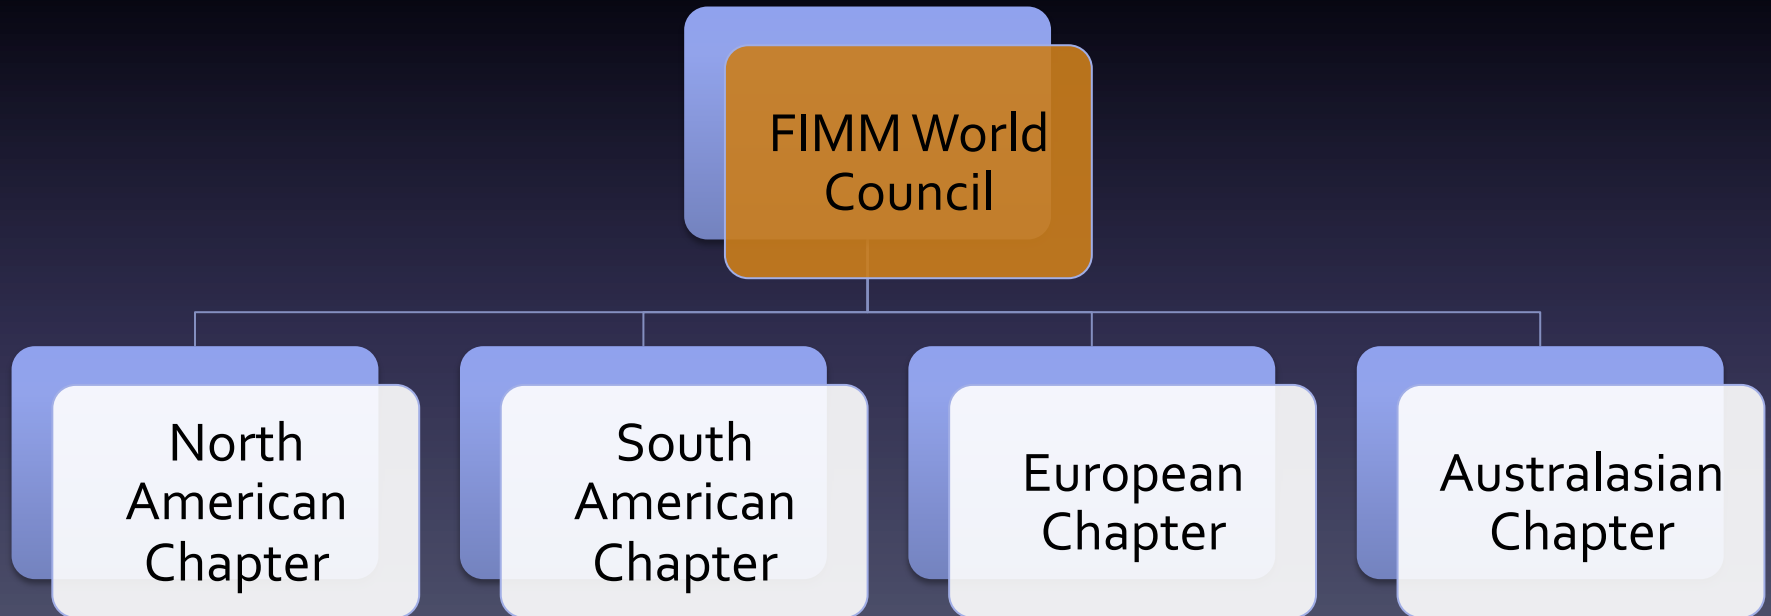 FIMM World
Council
North
American
Chapter
South
American
Chapter
European
Chapter
Australasian
Chapter